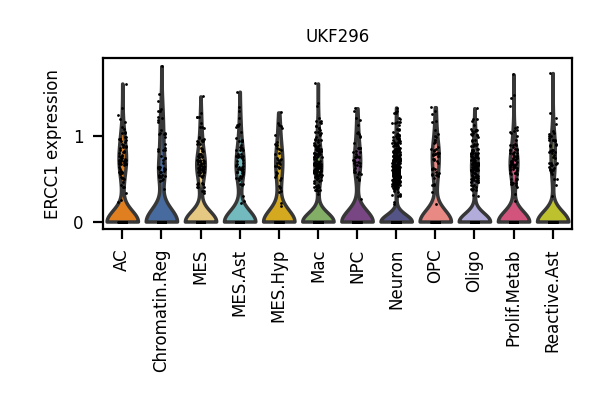 UKF296
ERCC1 expression
1
0
AC
Chromatin.Reg
MES
MES.Ast
MES.Hyp
Mac
NPC
Neuron
OPC
Oligo
Prolif.Metab
Reactive.Ast